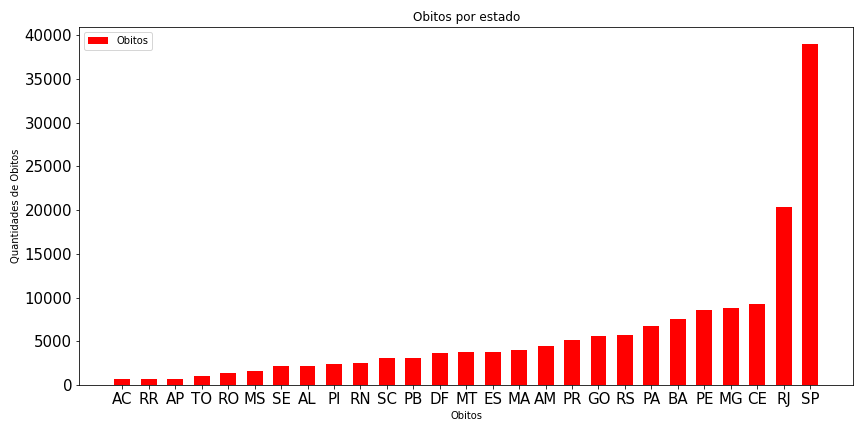 Obitos por estado
Obitos
Quantidades de Obitos
40000
35000
30000
25000
20000
15000
10000
5000
0
AC RR AP TO RO MS SE AL PI RN SC PB DF MT ES MA AM PR GO RS PA BA PE MG CE RJ SP
Obitos